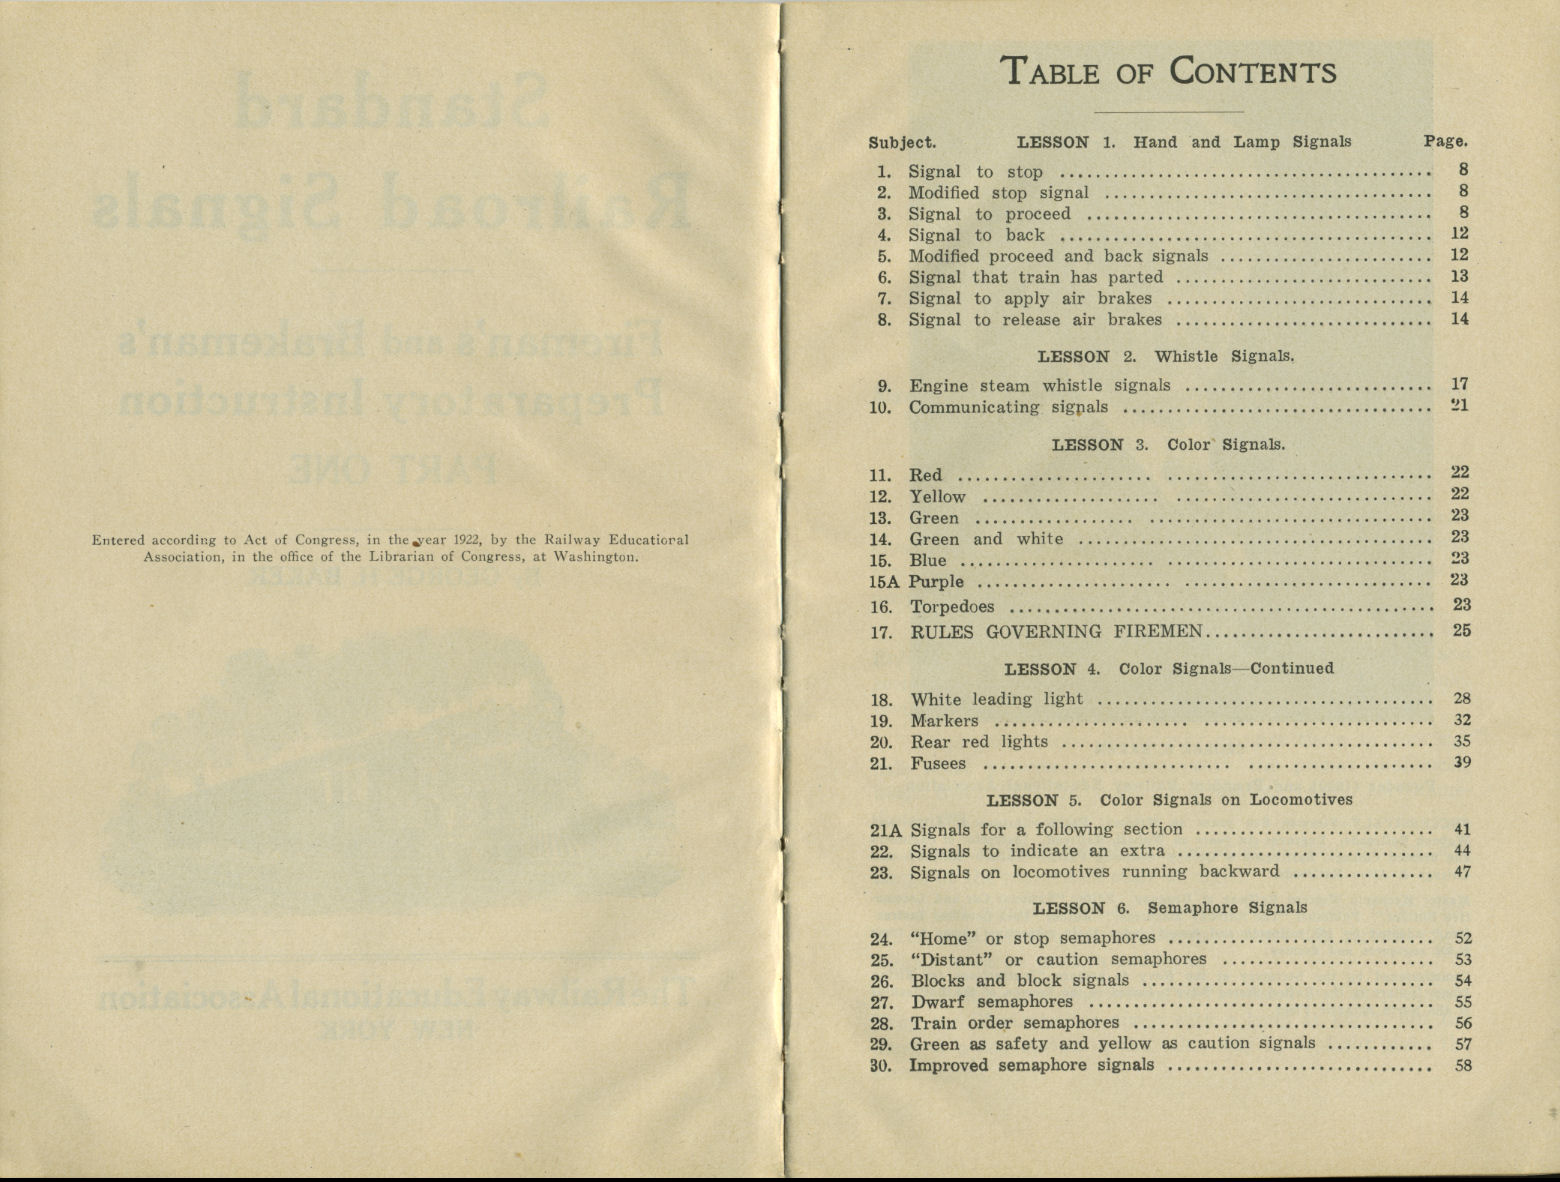 Entered according to Act of Congress, in the year 1922, by the Railway Educational
Association, in the office of the Librarian of Congress, at Washington.
TABLE OF CONTENTS
Subject. LESSON 1. Hand and Lamp Signals Page.
1. Signal to stop ........................................ 8
2. Modified stop signal ........................................ 8
3. Signal to proceed ........................................ 8
4. Signal to back ........................................ 12
5. Modified proceed and back signals ........................ 12
6. Signal that train has parted ............................. 13
7. Signal to apply air brakes .............................. 14
8. Signal to release air brakes ............................. 14
LESSON 2. Whistle Signals.
9. Engine steam whistle signals ............................ 17
10. Communicating signals ................................... 21
LESSON 3. Color Signals.
11. Red ...................... .............................. 22
12. Yellow .................... ............................. 22
13. Green .................. ................................ 23
14. Green and white ........................................ 23
15. Blue ...................... .............................. 23
15A Purple ...................... ............................ 23
16. Torpedoes ............................................... 23
17. RULES GOVERNING FIREMEN.......................... 25
LESSON 4. Color Signals—Continued
18. White leading light ...................................... 28
19. Markers ...................... .......................... 32
20. Rear red lights .......................................... 35
21. Fusees ............................ ..................... 39
LESSON 5. Color Signals on Locomotives
21A Signals for a following section ........................... 41
22. Signals to indicate an extra ............................. 44
23. Signals on locomotives running backward ................ 47
LESSON 6. Semaphore Signals
24. “Home” or stop semaphores .............................. 52
25. “Distant” or caution semaphores ........................ 53
26. Blocks and block signals ................................. 54
27. Dwarf semaphores ....................................... 55
28. Train order semaphores .................................. 56
29. Green as safety and yellow as caution signals ............ 57
30. Improved semaphore signals .............................. 58